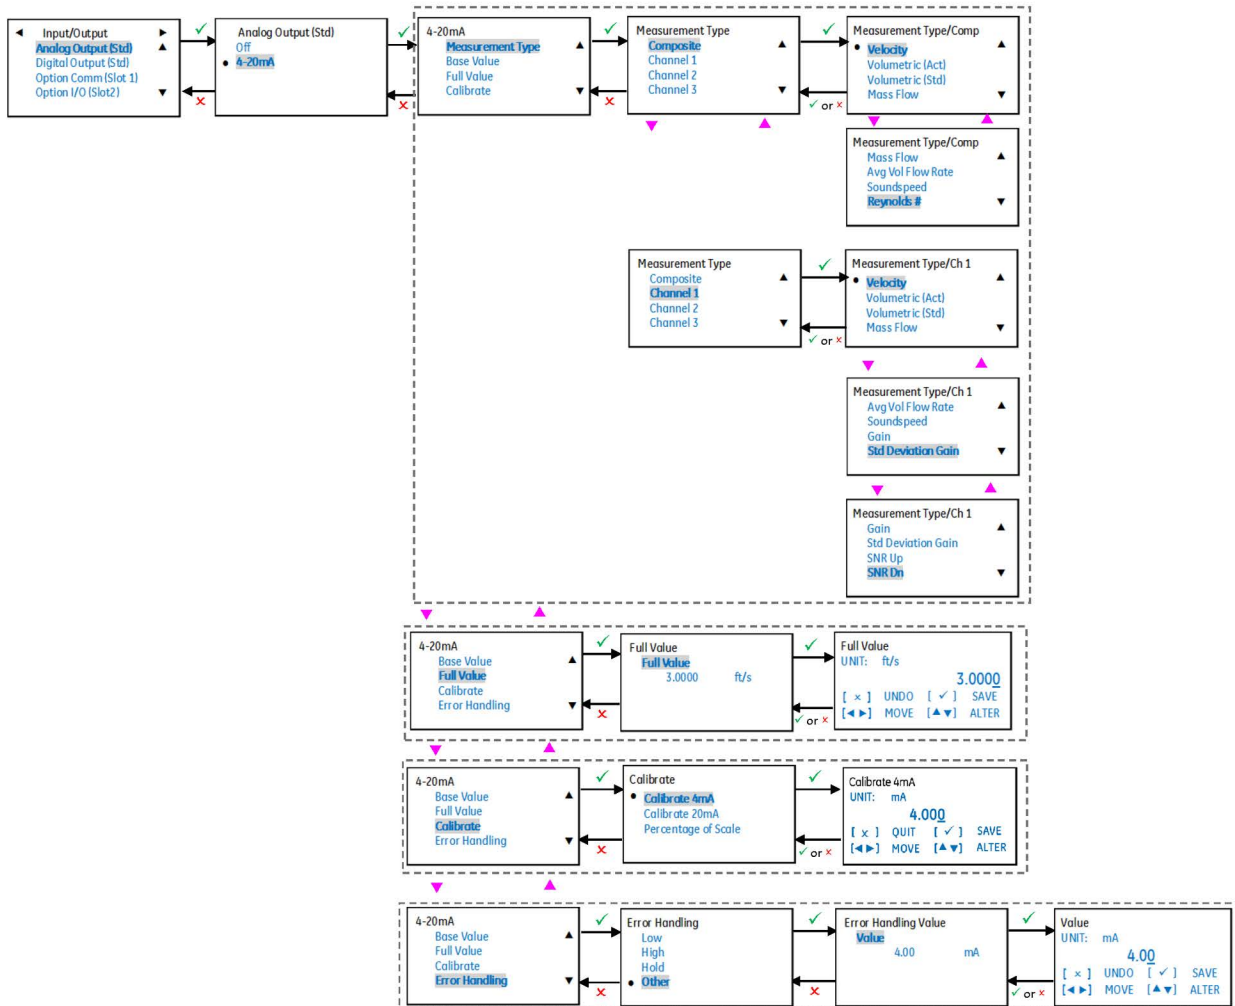 Input/Output
Analog Output (Std)
Digital Output (Std)
Option Comm (Slot 1)
Option I/O (Slot2)
Analog Output (Std)
Off
4-20mA
4-20mA
Measurement Type
Base Value
Full Value
Calibrate
Measurement Type
Composite
Channel 1
Channel 2
Channel 3
Measurement Type/Comp
Velocity
Volumetric (Act)
Volumetric (Std)
Mass Flow
✓ or x
Measurement Type/Comp
Mass Flow
Avg Vol Flow Rate
Soundspeed
Reynolds #
Measurement Type
Composite
Channel 1
Channel 2
Channel 3
Measurement Type/Ch 1
Velocity
Volumetric (Act)
Volumetric (Std)
Mass Flow
✓ or x
Measurement Type/Ch 1
Avg Vol Flow Rate
Soundspeed
Gain
Std Deviation Gain
Measurement Type/Ch 1
Gain
Std Deviation Gain
SNR Up
SNR Dn
4-20mA
Base Value
Full Value
Calibrate
Error Handling
Full Value
Full Value
3.0000 ft/s
✓ or x
Full Value
UNIT: ft/s
3.0000
[ x ] UNDO [ ✓ ] SAVE
[◄ ►] MOVE [▲▼] ALTER
4-20mA
Base Value
Full Value
Calibrate
Error Handling
Calibrate
Calibrate 4mA
Calibrate 20mA
Percentage of Scale
✓ or x
Calibrate 4mA
UNIT: mA
4.000
[ x ] QUIT [ ✓ ] SAVE
[◄ ►] MOVE [▲▼] ALTER
4-20mA
Base Value
Full Value
Calibrate
Error Handling
Error Handling
Low
High
Hold
Other
Error Handling Value
Value
4.00 mA
✓ or x
Value
UNIT: mA
4.00
[ x ] UNDO [ ✓ ] SAVE
[◄ ►] MOVE [▲▼] ALTER